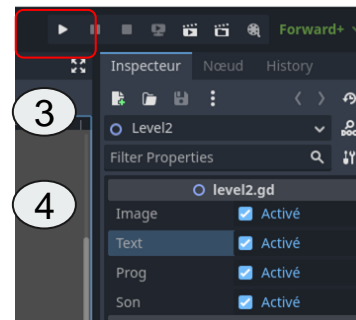 Forward+
Inspecteur Nœud History
3
Level2
Filter Properties
level2.gd
4
Image Activé
Text Activé
Prog Activé
Son Activé